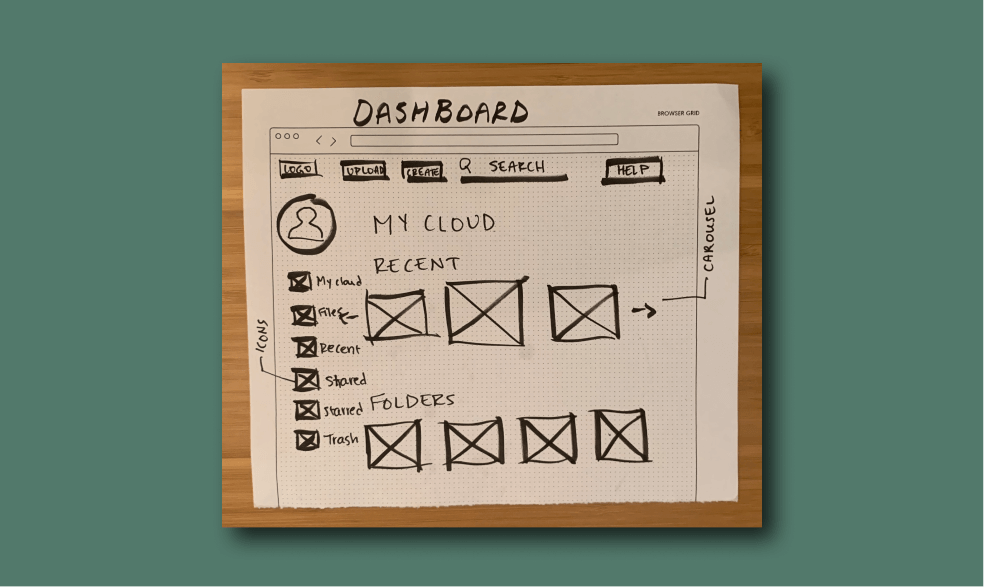 DASHBOARD
BROWSER GRID
LOGO UPLOAD CREATE SEARCH HELP
MY CLOUD
RECENT
My cloud
Files
Recent
Shared
Starred
Trash
FOLDERS
ICONS
CAROUSEL